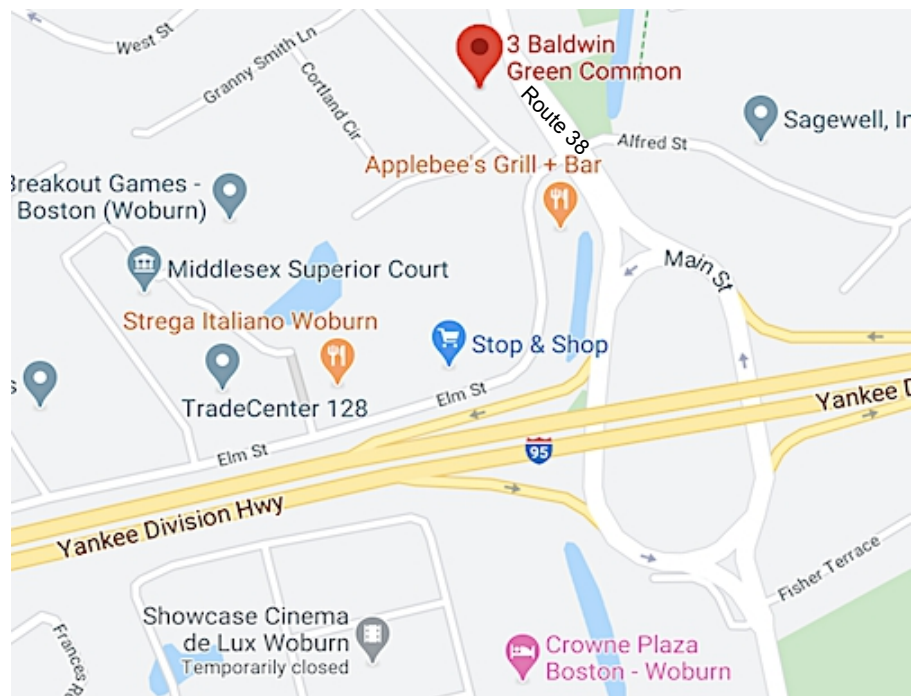 West St
Granny Smith Ln
Cortland Cir
3 Baldwin
Green Common
Route 38
Sagewell, In
Alfred St
Applebee's Grill + Bar
Breakout Games -
Boston (Woburn)
Middlesex Superior Court
Main St
Strega Italiano Woburn
Stop & Shop
s
TradeCenter 128
Elm St
Yankee D
Elm St
95
Yankee Division Hwy
Fisher Terrace
Showcase Cinema
de Lux Woburn
Temporarily closed
Crowne Plaza
Boston - Woburn
Frances R